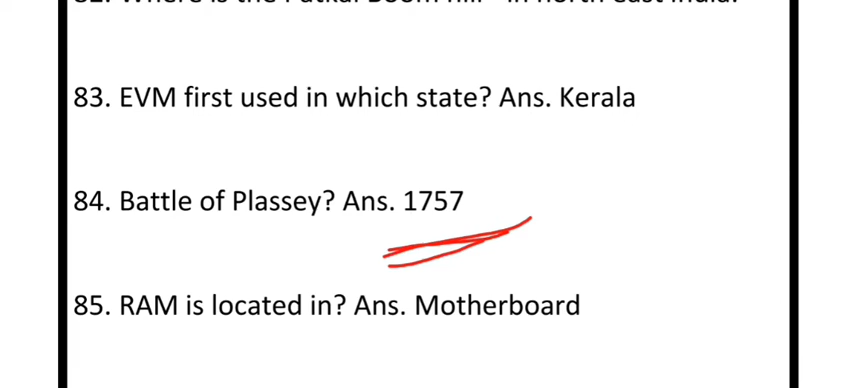 83. EVM first used in which state? Ans. Kerala
84. Battle of Plassey? Ans. 1757
85. RAM is located in? Ans. Motherboard